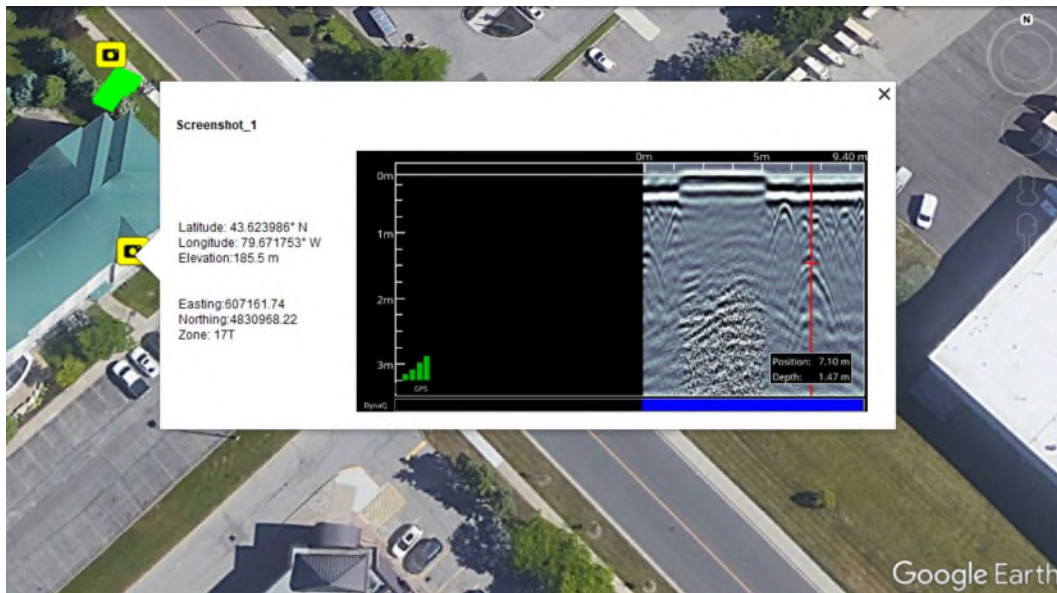 N
Screenshot_1
Latitude: 43.623986° N
Longitude: 79.671753° W
Elevation:185.5 m
Easting:607161.74
Northing:4830968.22
Zone: 17T
0m 5m 9.40 m
0m
1m
2m
3m
GPS
Position: 7.10 m
Depth: 1.47 m
DynaQ
Google Earth